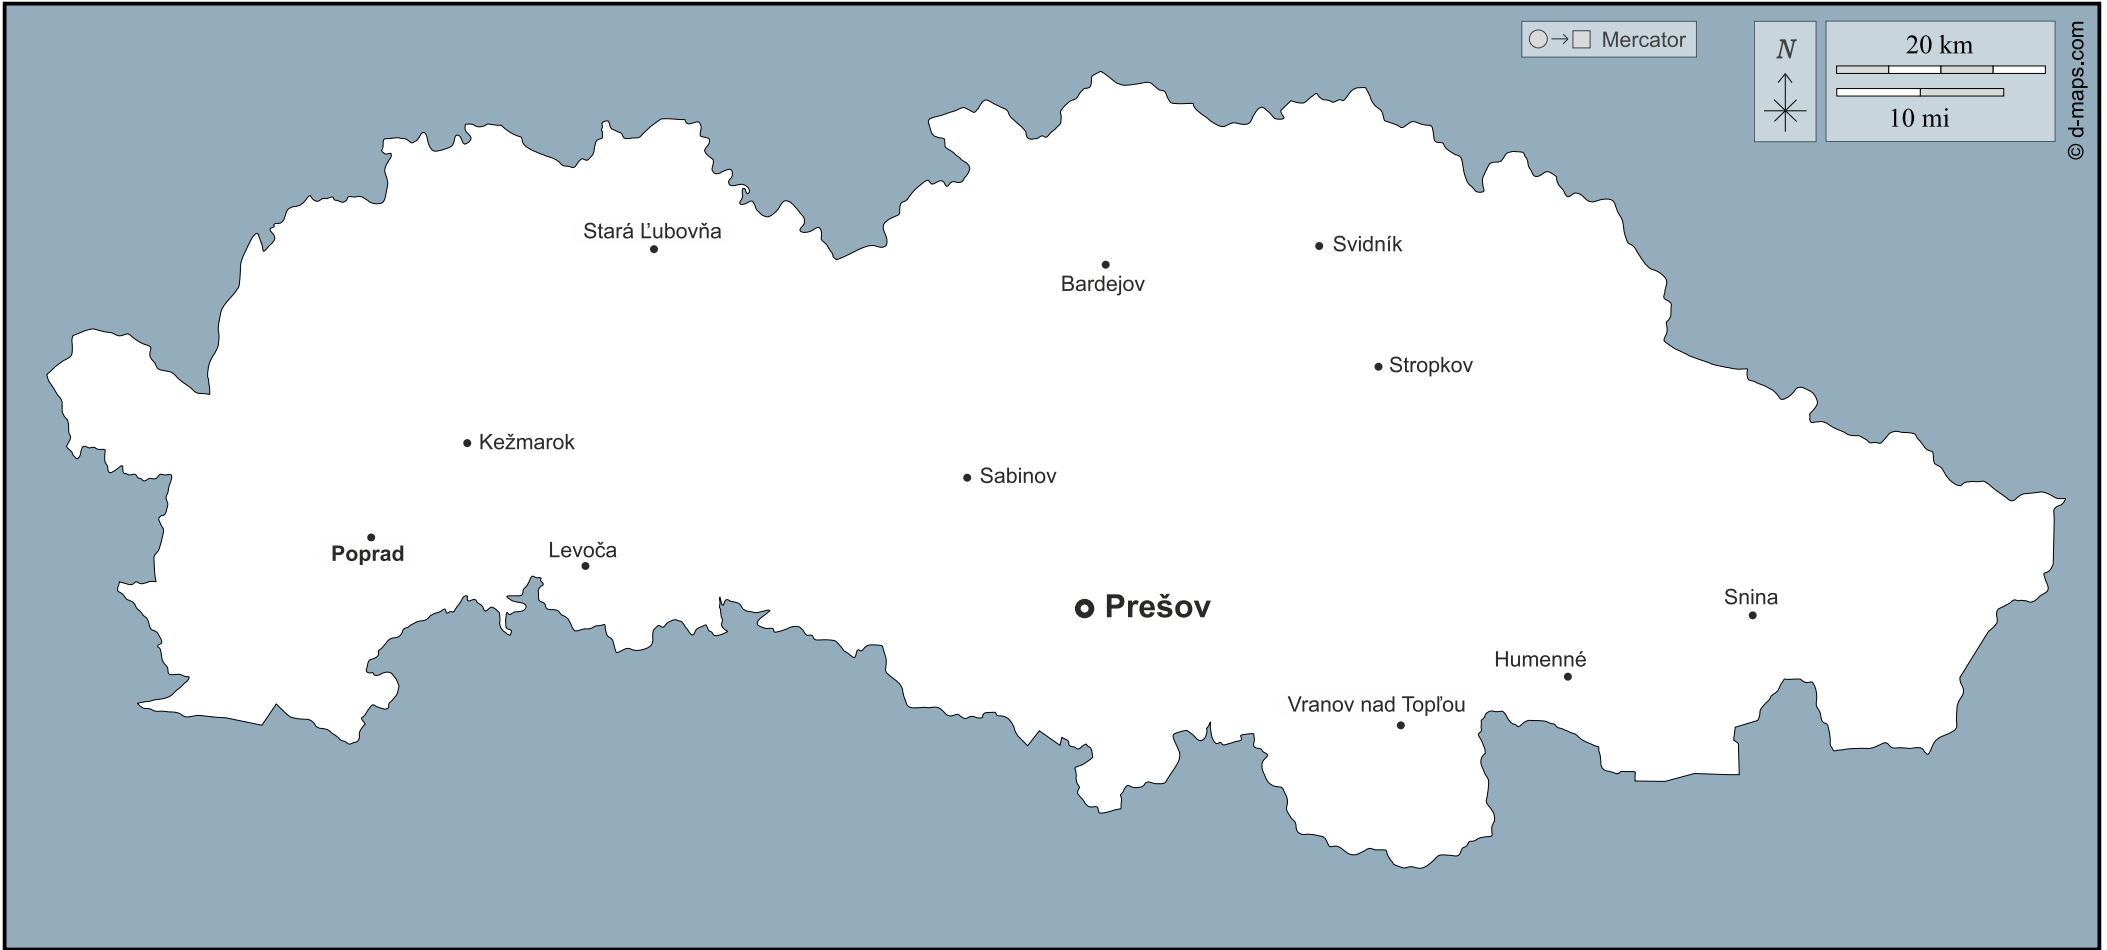 Mercator
N
20 km
10 mi
© d-maps.com
Stará Ľubovňa
Svidník
Bardejov
Stropkov
Kežmarok
Sabinov
Poprad
Levoča
Prešov
Snina
Humenné
Vranov nad Topľou